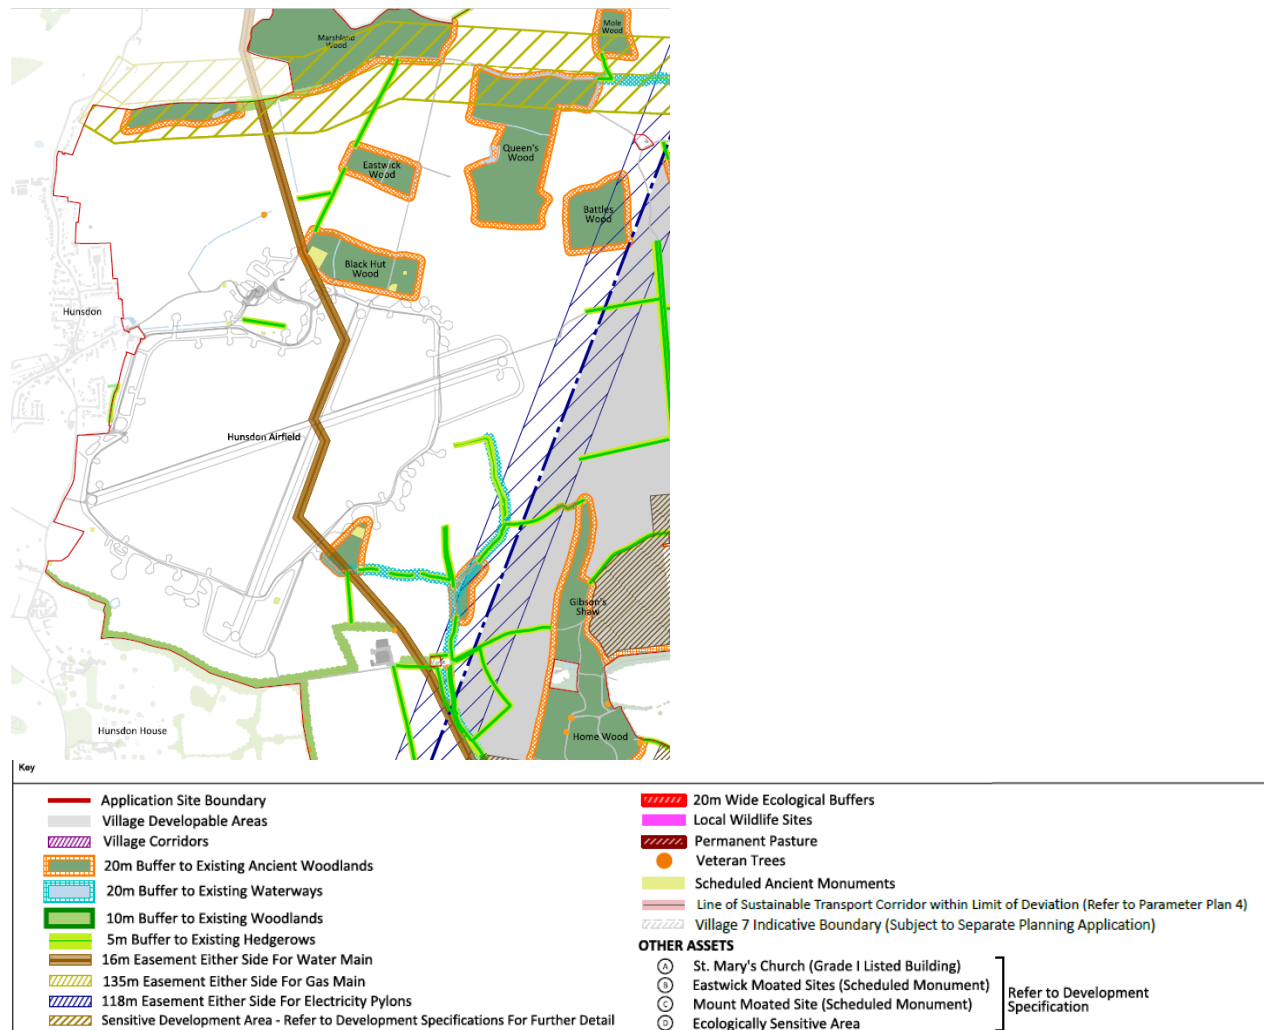 Marshland
Wood
Mole
Wood
Queen's
Wood
Eastwick
Wood
Battles
Wood
Black Hut
Wood
Hunsdon
Hunsdon Airfield
Gibson's
Shaw
Hunsdon House
Home Wood
Key
Application Site Boundary
Village Developable Areas
Village Corridors
20m Buffer to Existing Ancient Woodlands
20m Buffer to Existing Waterways
10m Buffer to Existing Woodlands
5m Buffer to Existing Hedgerows
16m Easement Either Side For Water Main
135m Easement Either Side For Gas Main
118m Easement Either Side For Electricity Pylons
Sensitive Development Area - Refer to Development Specifications For Further Detail
20m Wide Ecological Buffers
Local Wildlife Sites
Permanent Pasture
Veteran Trees
Scheduled Ancient Monuments
Line of Sustainable Transport Corridor within Limit of Deviation (Refer to Parameter Plan 4)
Village 7 Indicative Boundary (Subject to Separate Planning Application)
OTHER ASSETS
A St. Mary's Church (Grade I Listed Building)
B Eastwick Moated Sites (Scheduled Monument)
C Mount Moated Site (Scheduled Monument)
D Ecologically Sensitive Area
Refer to Development
Specification